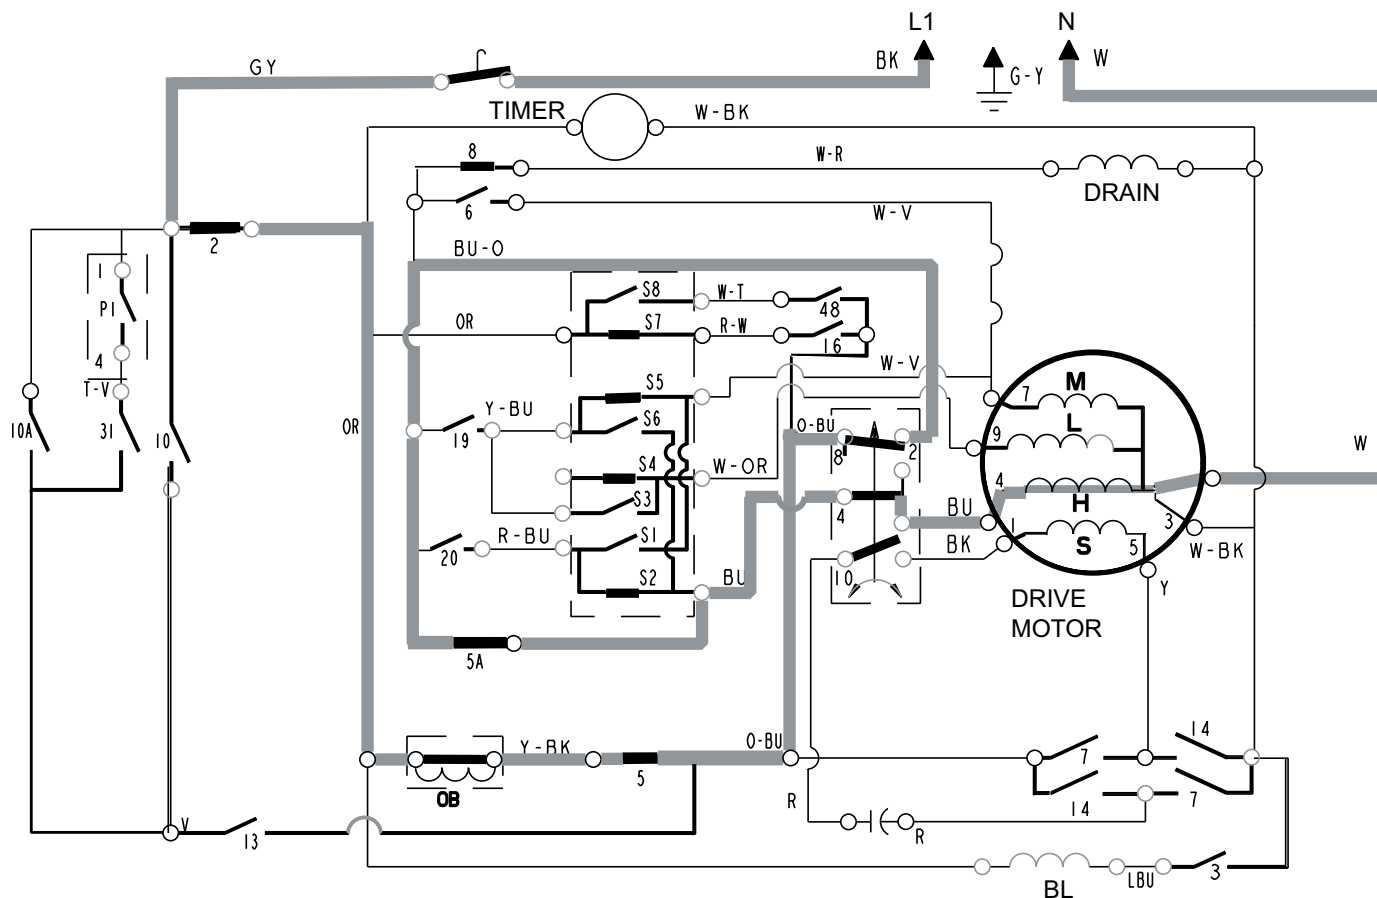 L1
N
GY
BK
G-Y
W
TIMER
W-BK
8
W-R
DRAIN
6
W-V
2
BU-O
1
S8
W-T
P1
48
OR
S7
R-W
16
4
W-V
T-V
S5
M
7
10A
31
10
OR
Y-BU
19
S6
O-BU
8
2
L
9
W
S4
W-OR
S3
4
4
BU
H
3
R-BU
20
S1
BK
1
S
5
W-BK
10
S2
BU
Y
DRIVE
MOTOR
5A
14
O-BU
Y-BK
5
7
OB
R
14
7
V
13
R
BL
LBU
3